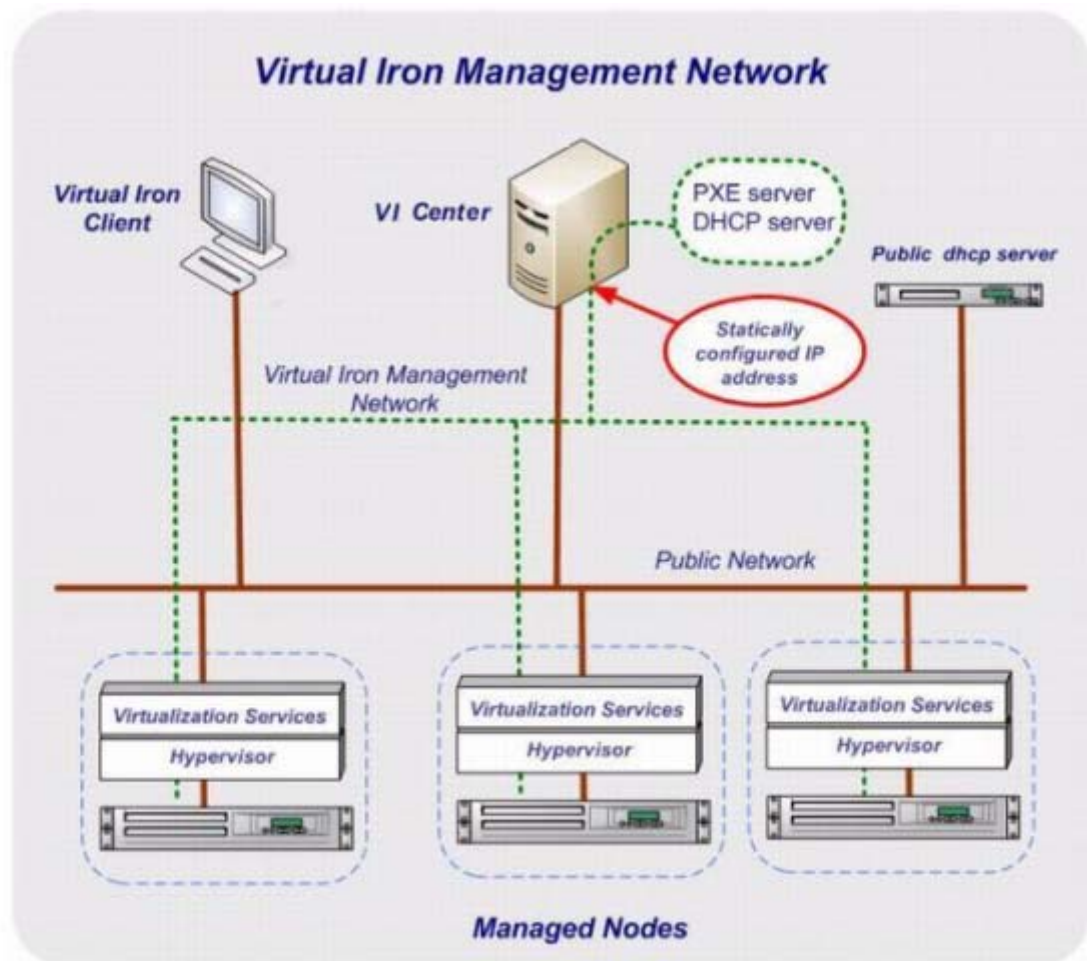 Virtual Iron Management Network
Virtual Iron
Client
VI Center
PXE server
DHCP server
Public dhcp server
Statically
configured IP
address
Virtual Iron Management
Network
Public Network
Virtualization Services
Hypervisor
Virtualization Services
Hypervisor
Virtualization Services
Hypervisor
Managed Nodes